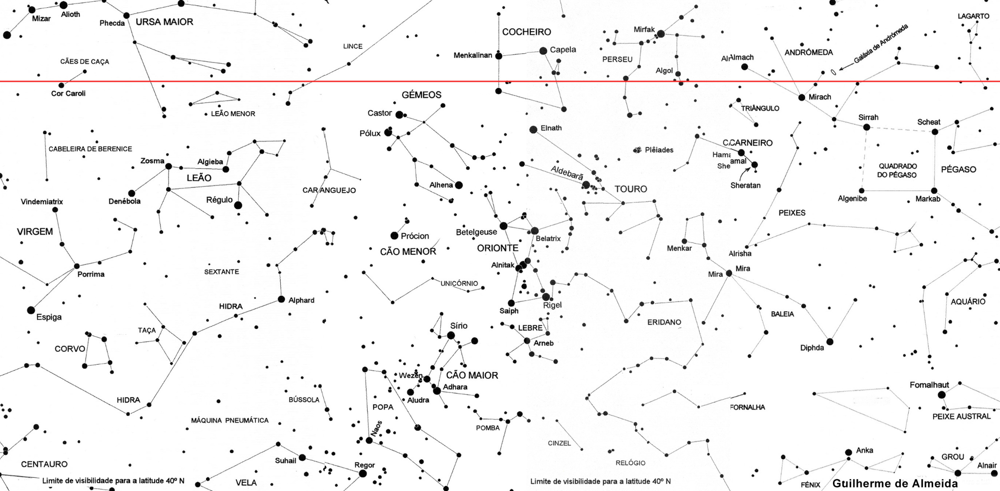 Mizar
Alioth
Phecda
URSA MAIOR
LINCE
COCHEIRO
Menkalinan
Capela
Mirfak
PERSEU
Algol
Almach
ANDRÓMEDA
Galáxia de Andrómeda
LAGARTO
CÃES DE CAÇA
Cor Caroli
LEÃO MENOR
GÉMEOS
Castor
Pólux
Elnath
TRIÂNGULO
Mirach
Sirrah
Scheat
CABELEIRA DE BERENICE
Zosma
Algieba
LEÃO
Denébola
Régulo
CARANGUEJO
Alhena
Aldebarã
Plêiades
TOURO
CARNEIRO
Hama
amal
She
Sheratan
QUADRADO
DO PÉGASO
PÉGASO
Algenibe
Markab
Vindemiatrix
VIRGEM
Porrima
Espiga
SEXTANTE
Prócion
CÃO MENOR
Betelgeuse
Belatrix
ORIONTE
Alnitak
UNICÓRNIO
Saiph
Rigel
Menkar
PEIXES
Alrisha
Mira
Mira
BALEIA
AQUÁRIO
Alphard
HIDRA
TAÇA
CORVO
Sírio
LEBRE
Arneb
ERIDANO
Diphda
HIDRA
BÚSSOLA
Wezen
CÃO MAIOR
Adhara
Aludra
POPA
Naos
FORNALHA
Fomalhaut
PEIXE AUSTRAL
MÁQUINA PNEUMÁTICA
POMBA
CINZEL
RELÓGIO
CENTAURO
Suhail
Regor
VELA
Anka
FÉNIX
GROU
Alnair
Limite de visibilidade para a latitude 40º N
Limite de visibilidade para a latitude 40º N
Guilherme de Almeida